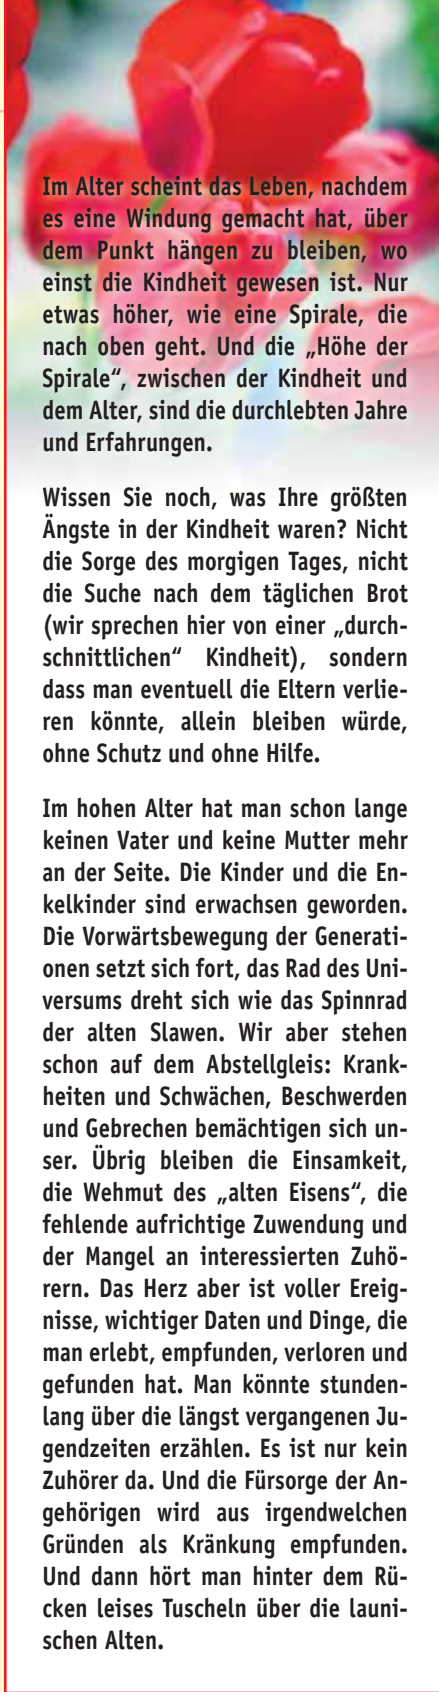 Im Alter scheint das Leben, nachdem
es eine Windung gemacht hat, über
dem Punkt hängen zu bleiben, wo
einst die Kindheit gewesen ist. Nur
etwas höher, wie eine Spirale, die
nach oben geht. Und die „Höhe der
Spirale“, zwischen der Kindheit und
dem Alter, sind die durchlebten Jahre
und Erfahrungen.
Wissen Sie noch, was Ihre größten
Ängste in der Kindheit waren? Nicht
die Sorge des morgigen Tages, nicht
die Suche nach dem täglichen Brot
(wir sprechen hier von einer „durch-
schnittlichen“ Kindheit), sondern
dass man eventuell die Eltern verlie-
ren könnte, allein bleiben würde,
ohne Schutz und ohne Hilfe.
Im hohen Alter hat man schon lange
keinen Vater und keine Mutter mehr
an der Seite. Die Kinder und die En-
kelkinder sind erwachsen geworden.
Die Vorwärtsbewegung der Generati-
onen setzt sich fort, das Rad des Uni-
versums dreht sich wie das Spinnrad
der alten Slawen. Wir aber stehen
schon auf dem Abstellgleis: Krank-
heiten und Schwächen, Beschwerden
und Gebrechen bemächtigen sich un-
ser. Übrig bleiben die Einsamkeit,
die Wehmut des „alten Eisens“, die
fehlende aufrichtige Zuwendung und
der Mangel an interessierten Zuhö-
rern. Das Herz aber ist voller Ereig-
nisse, wichtiger Daten und Dinge, die
man erlebt, empfunden, verloren und
gefunden hat. Man könnte stunden-
lang über die längst vergangenen Ju-
gendzeiten erzählen. Es ist nur kein
Zuhörer da. Und die Fürsorge der An-
gehörigen wird aus irgendwelchen
Gründen als Kränkung empfunden.
Und dann hört man hinter dem Rü-
cken leises Tuscheln über die launi-
schen Alten.